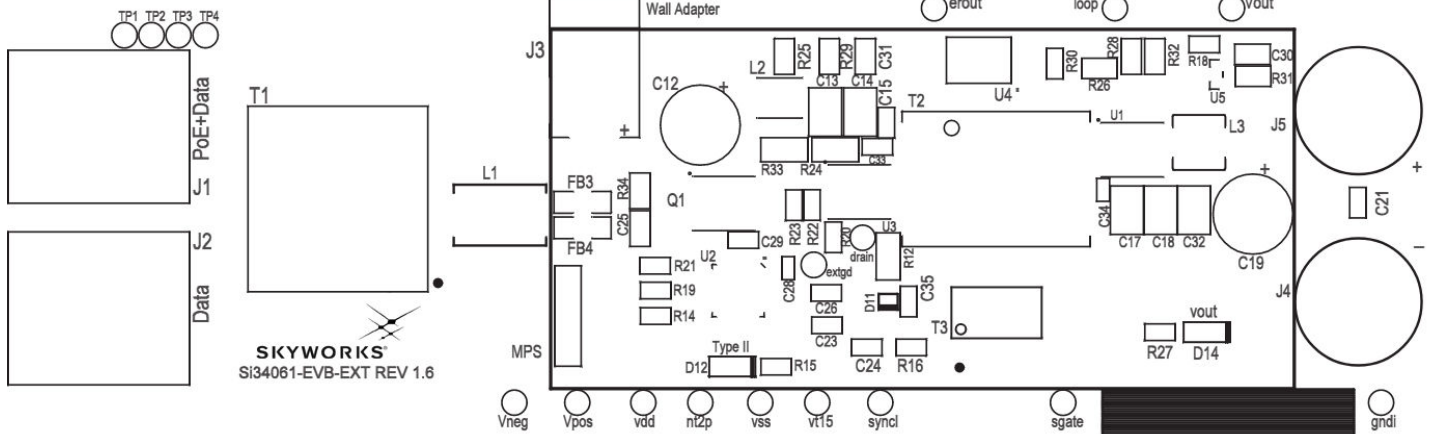 TP1 TP2 TP3 TP4
Wall Adapter
erout
loop
vout
J3
PoE+Data
J1
T1
J2
Data
SKYWORKS
Si34061-EVB-EXT REV 1.6
L1
FB3
FB4
R34
C25
Q1
C12
+
+
L2
R25
R29
C31
C13
C14
C15
R33
R24
C33
T2
U4
R30
R26
R28
R32
R18
U5
C30
R31
U1
L3
J5
+
C21
–
J4
C34
C17
C18
C32
+
C19
R23
R22
R20
drain
U3
R12
C29
U2
R21
R19
R14
C28
extgd
C26
C23
D11
C35
T3
MPS
Type II
D12
R15
C24
R16
R27
vout
D14
Vneg
Vpos
vdd
nt2p
vss
vt15
syncl
sgate
gndi